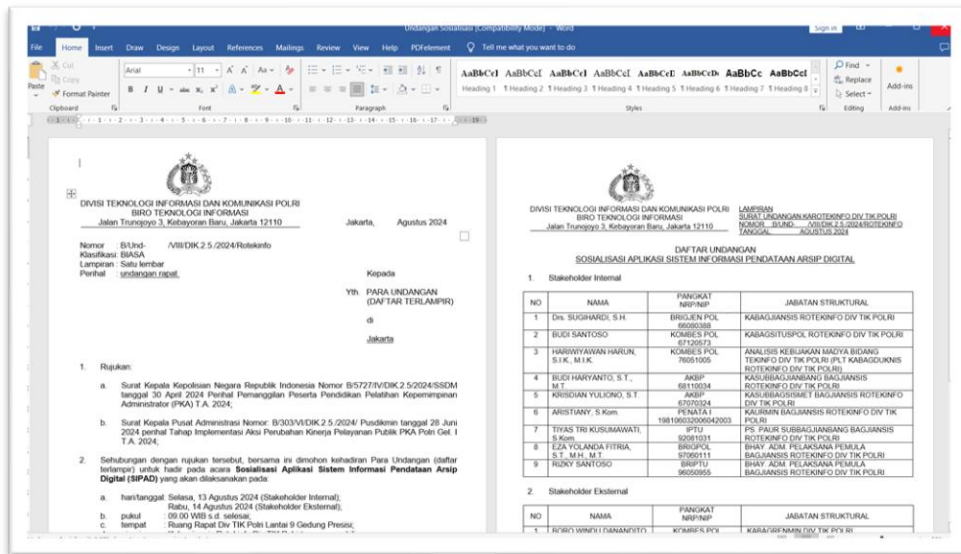 Undangan Sosialisasi [Compatibility Mode] - Word
Sign in
File Home Insert Draw Design Layout References Mailings Review View Help PDFelement Tell me what you want to do
Paste
Cut
Copy
Format Painter
Clipboard
Arial 11
Font
Paragraph
AaBbCcI AaBbCcI AaBbCcI AaBbCcI AaBbCcI AaBbCcDi AaBbCc AaBbCcI
Heading 1 Heading 2 Heading 3 Heading 4 Heading 5 Heading 6 Heading 7 Heading 8
Styles
Find
Replace
Select
Editing
Add-ins
Add-ins
DIVISI TEKNOLOGI INFORMASI DAN KOMUNIKASI POLRI
BIRO TEKNOLOGI INFORMASI
Jalan Trunojoyo 3, Kebayoran Baru, Jakarta 12110
Jakarta, Agustus 2024
Nomor : B/Und- /VIII/DIK.2.5./2024/Rotekinfo
Klasifikasi: BIASA
Lampiran : Satu lembar
Perihal : undangan rapat.
Kepada
Yth. PARA UNDANGAN
(DAFTAR TERLAMPIR)
di
Jakarta
1. Rujukan:
a. Surat Kepala Kepolisian Negara Republik Indonesia Nomor B/5727/IV/DIK.2.5/2024/SSDM
tanggal 30 April 2024 Perihal Pemanggilan Peserta Pendidikan Pelatihan Kepemimpinan
Administrator (PKA) T.A. 2024;
b. Surat Kepala Pusat Administrasi Nomor: B/303/VI/DIK.2.5./2024/ Pusdikmin tanggal 28 Juni
2024 perihal Tahap Implementasi Aksi Perubahan Kinerja Pelayanan Publik PKA Polri Gel. I
T.A. 2024;
2. Sehubungan dengan rujukan tersebut, bersama ini dimohon kehadiran Para Undangan (daftar
terlampir) untuk hadir pada acara Sosialisasi Aplikasi Sistem Informasi Pendataan Arsip
Digital (SIPAD) yang akan dilaksanakan pada:
a. hari/tanggal: Selasa, 13 Agustus 2024 (Stakeholder Internal);
Rabu, 14 Agustus 2024 (Stakeholder Eksternal);
b. pukul : 09.00 WIB s.d. selesai;
c. tempat : Ruang Rapat Div TIK Polri Lantai 9 Gedung Presisi;
DIVISI TEKNOLOGI INFORMASI DAN KOMUNIKASI POLRI
BIRO TEKNOLOGI INFORMASI
Jalan Trunojoyo 3, Kebayoran Baru, Jakarta 12110
LAMPIRAN
SURAT UNDANGAN KAROTEKINFO DIV TIK POLRI
NOMOR :B/UND- /VIII/DIK.2.5./2024/ROTEKINFO
TANGGAL: AGUSTUS 2024
DAFTAR UNDANGAN
SOSIALISASI APLIKASI SISTEM INFORMASI PENDATAAN ARSIP DIGITAL
1. Stakeholder Internal
NO NAMA PANGKAT NRP/NIP JABATAN STRUKTURAL
1 Drs. SUGIHARDI, S.H. BRIGJEN POL 66080388 KABAGJIANSIS ROTEKINFO DIV TIK POLRI
2 BUDI SANTOSO KOMBES POL 67120573 KABAGSITUSPOL ROTEKINFO DIV TIK POLRI
3 HARIWIYAWAN HARUN, S.I.K., M.I.K. KOMBES POL 76051005 ANALISIS KEBIJAKAN MADYA BIDANG TEKINFO DIV TIK POLRI (PLT KABAGDUKNIS ROTEKINFO DIV TIK POLRI)
4 BUDI HARYANTO, S.T., M.T. AKBP 68110034 KASUBBAGJIANBANG BAGJIANSIS ROTEKINFO DIV TIK POLRI
5 KRISDIAN YULIONO, S.T. AKBP 67070324 KASUBBAGSISMET BAGJIANSIS ROTEKINFO DIV TIK POLRI
6 ARISTIANY, S.Kom. PENATA I 198106032006042003 KAURMIN BAGJIANSIS ROTEKINFO DIV TIK POLRI
7 TIYAS TRI KUSUMAWATI, S.Kom. IPTU 92081031 PS. PAUR SUBBAGJIANBANG BAGJIANSIS ROTEKINFO DIV TIK POLRI
8 EZA YOLANDA FITRIA, S.T., M.H., M.T. BRIGPOL 97060111 BHAY. ADM. PELAKSANA PEMULA BAGJIANSIS ROTEKINFO DIV TIK POLRI
9 RIZKY SANTOSO BRIPTU 96050955 BHAY. ADM. PELAKSANA PEMULA BAGJIANSIS ROTEKINFO DIV TIK POLRI
2. Stakeholder Eksternal
NO NAMA PANGKAT NRP/NIP JABATAN STRUKTURAL
KOMBES POL KABAGRENMIN DIV TIK POLRI